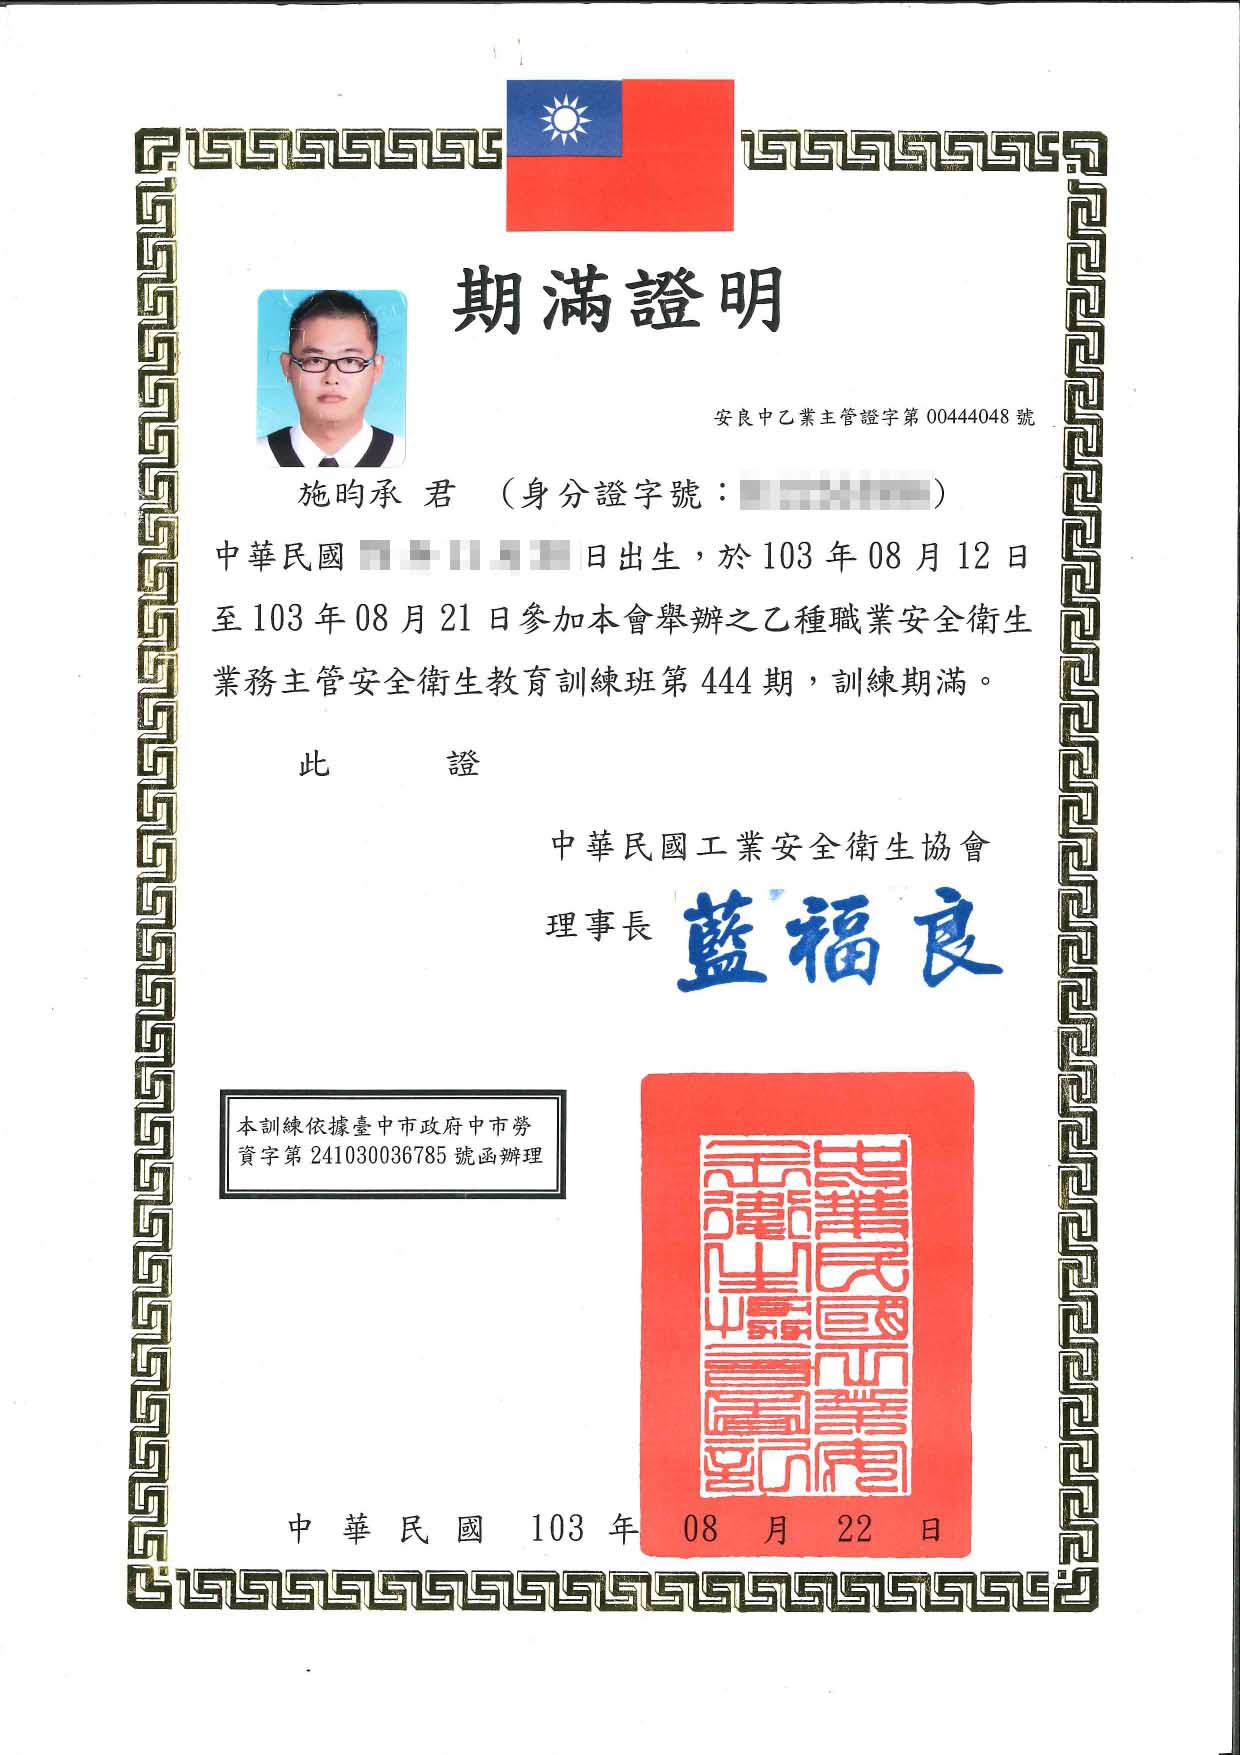 期滿證明
安良中乙業主管證字第 00444048 號
施昀承 君 （身分證字號：）
中華民國 日出生，於 103 年 08 月 12 日
至 103 年 08 月 21 日參加本會舉辦之乙種職業安全衛生
業務主管安全衛生教育訓練班第 444 期，訓練期滿。
此 證
中華民國工業安全衛生協會
理事長 藍福良
本訓練依據臺中市政府中市勞
資字第 241030036785 號函辦理
中華民國工業安
全衛生協會圖記
中 華 民 國 103 年 08 月 22 日